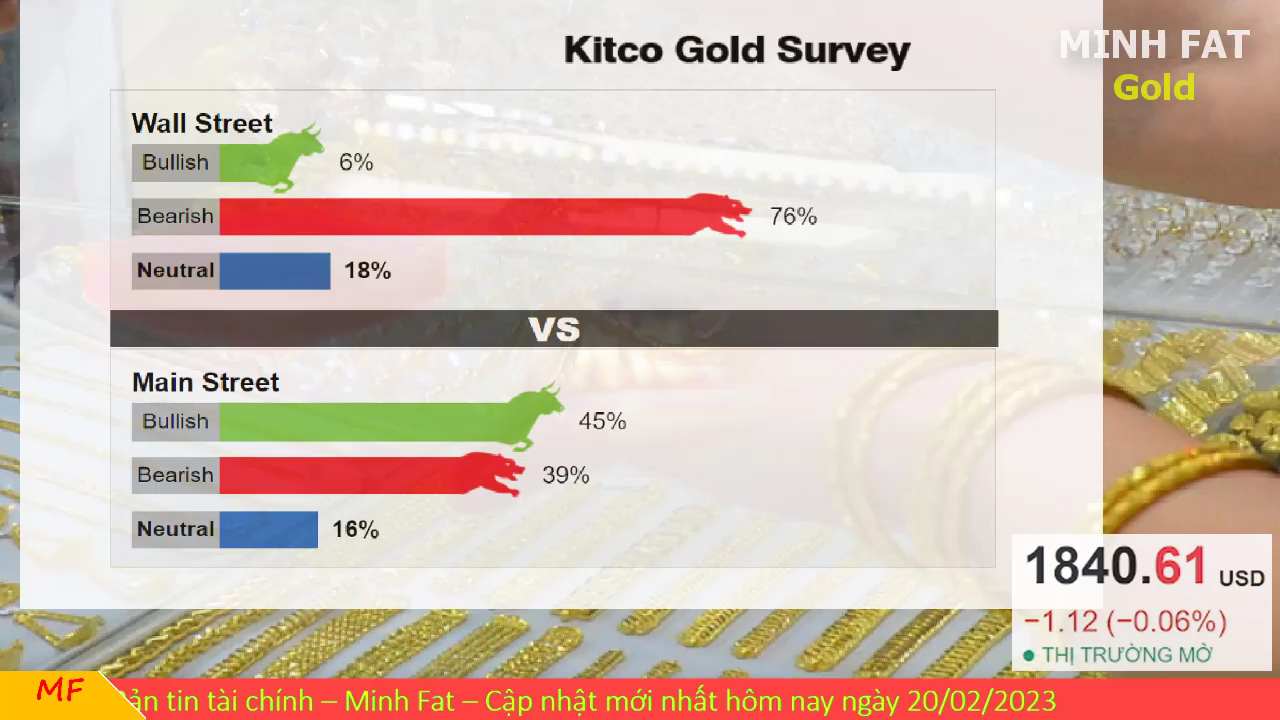 Kitco Gold Survey
MINH FAT
Gold
Wall Street
Bullish 6%
Bearish 76%
Neutral 18%
VS
Main Street
Bullish 45%
Bearish 39%
Neutral 16%
1840.61 USD
−1.12 (−0.06%)
THỊ TRƯỜNG MỞ
MF
tin tài chính – Minh Fat – Cập nhật mới nhất hôm nay ngày 20/02/2023